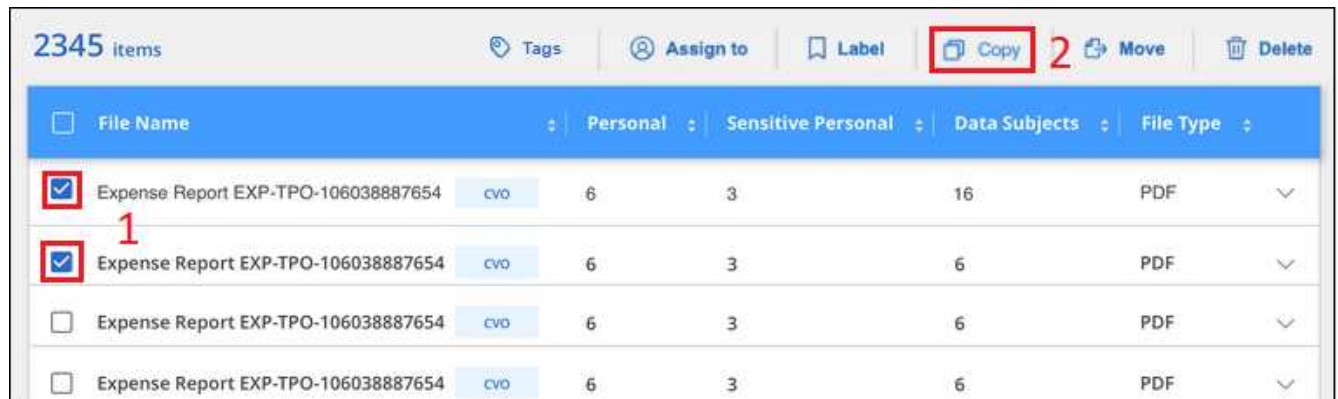 2345 items Tags Assign to Label Copy 2 Move Delete
File Name Personal Sensitive Personal Data Subjects File Type
Expense Report EXP-TPO-106038887654 cvo 6 3 16 PDF
1
Expense Report EXP-TPO-106038887654 cvo 6 3 6 PDF
Expense Report EXP-TPO-106038887654 cvo 6 3 6 PDF
Expense Report EXP-TPO-106038887654 cvo 6 3 6 PDF